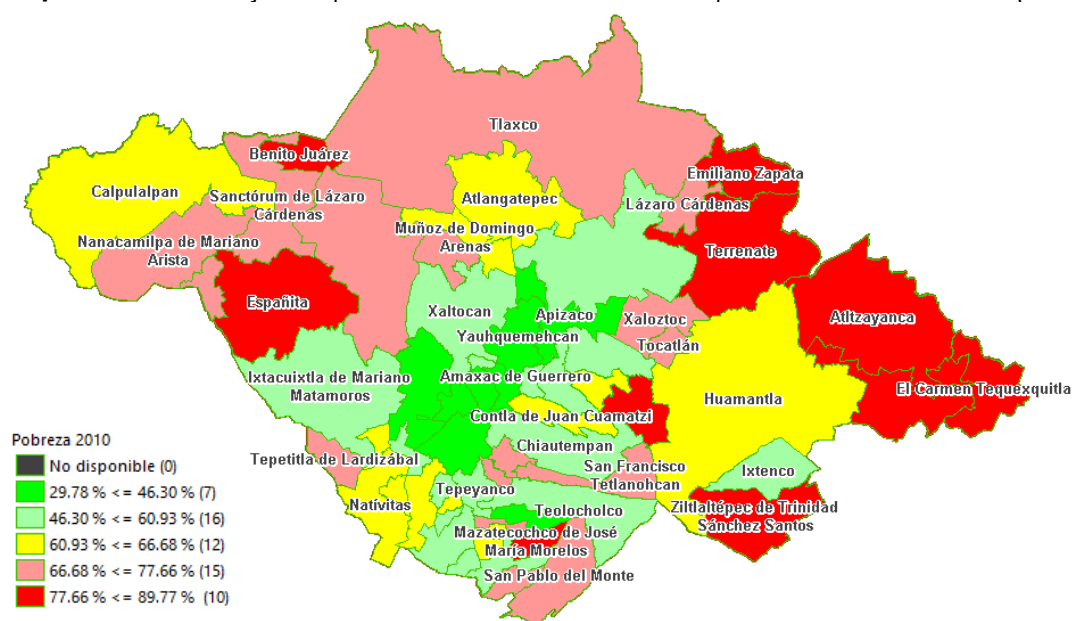 Tlaxco
Benito Juárez
Emiliano Zapata
Calpulalpan
Sanctórum de Lázaro
Cárdenas
Atlangatepec
Lázaro Cárdenas
Muñoz de Domingo
Arenas
Nanacamilpa de Mariano
Arista
Terrenate
Españita
Xaltocan
Apizaco
Xaloztoc
Atltzayanca
Yauhquemehcan
Tocatlán
Ixtacuixtla de Mariano
Matamoros
Amaxac de Guerrero
El Carmen Tequexquitla
Huamantla
Contla de Juan Cuamatzi
Pobreza 2010
Chiautempan
Tepetitla de Lardizábal
San Francisco
Tetlanohcan
Ixtenco
No disponible (0)
29.78 % <= 46.30 % (7)
46.30 % <= 60.93 % (16)
60.93 % <= 66.68 % (12)
66.68 % <= 77.66 % (15)
77.66 % <= 89.77 % (10)
Tepeyanco
Natívitas
Teolocholco
Ziltlaltépec de Trinidad
Sánchez Santos
Mazatecochco de José
María Morelos
San Pablo del Monte